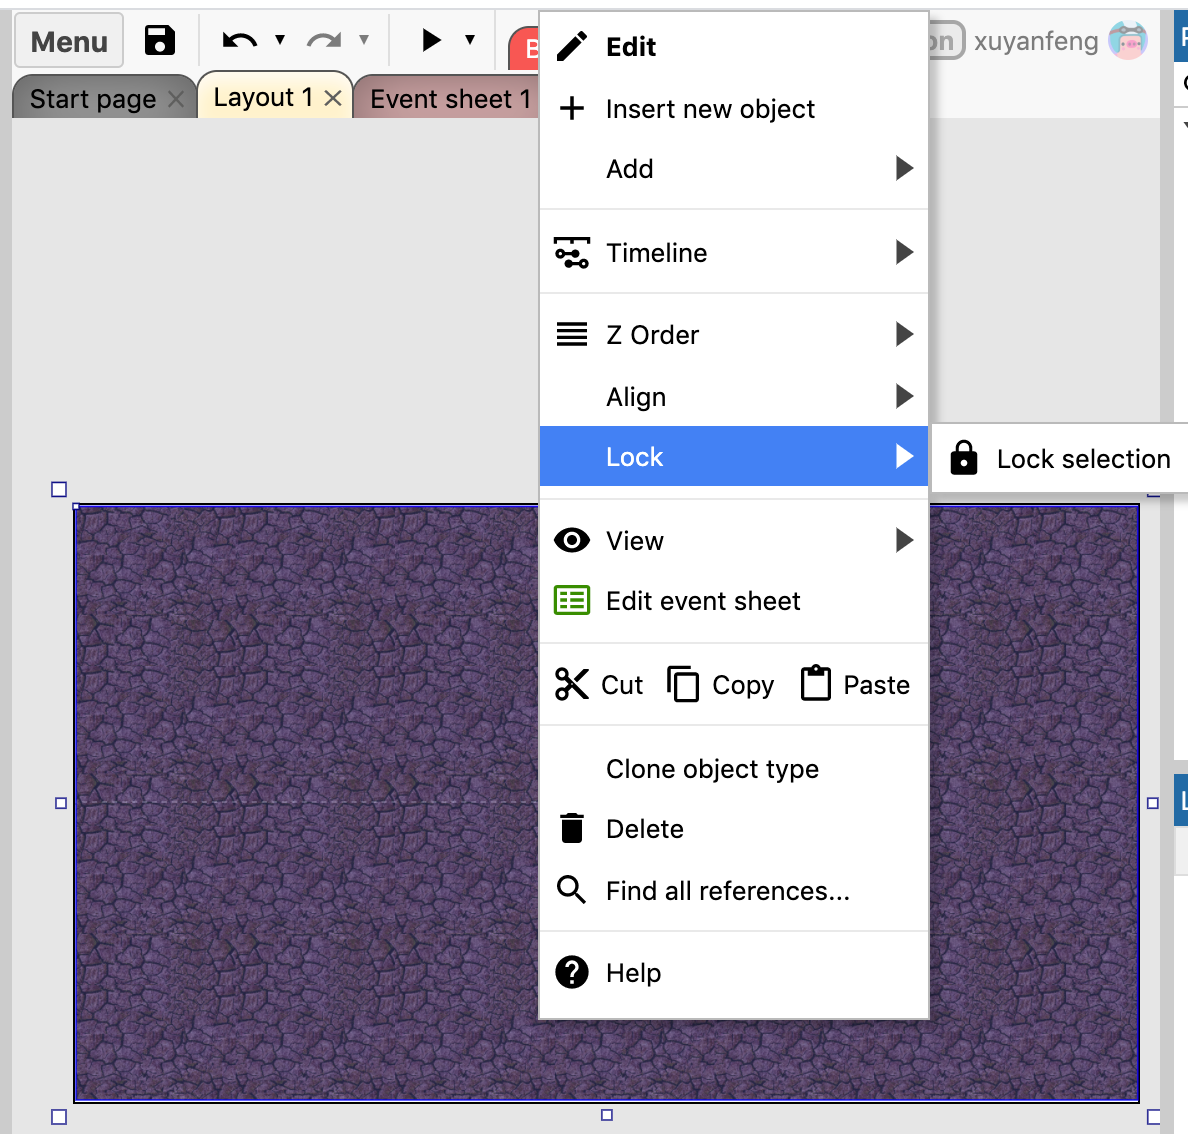 Menu
xuyanfeng
Start page
Layout 1
Event sheet 1
Edit
Insert new object
Add
Timeline
Z Order
Align
Lock
Lock selection
View
Edit event sheet
Cut Copy Paste
Clone object type
Delete
Find all references...
Help